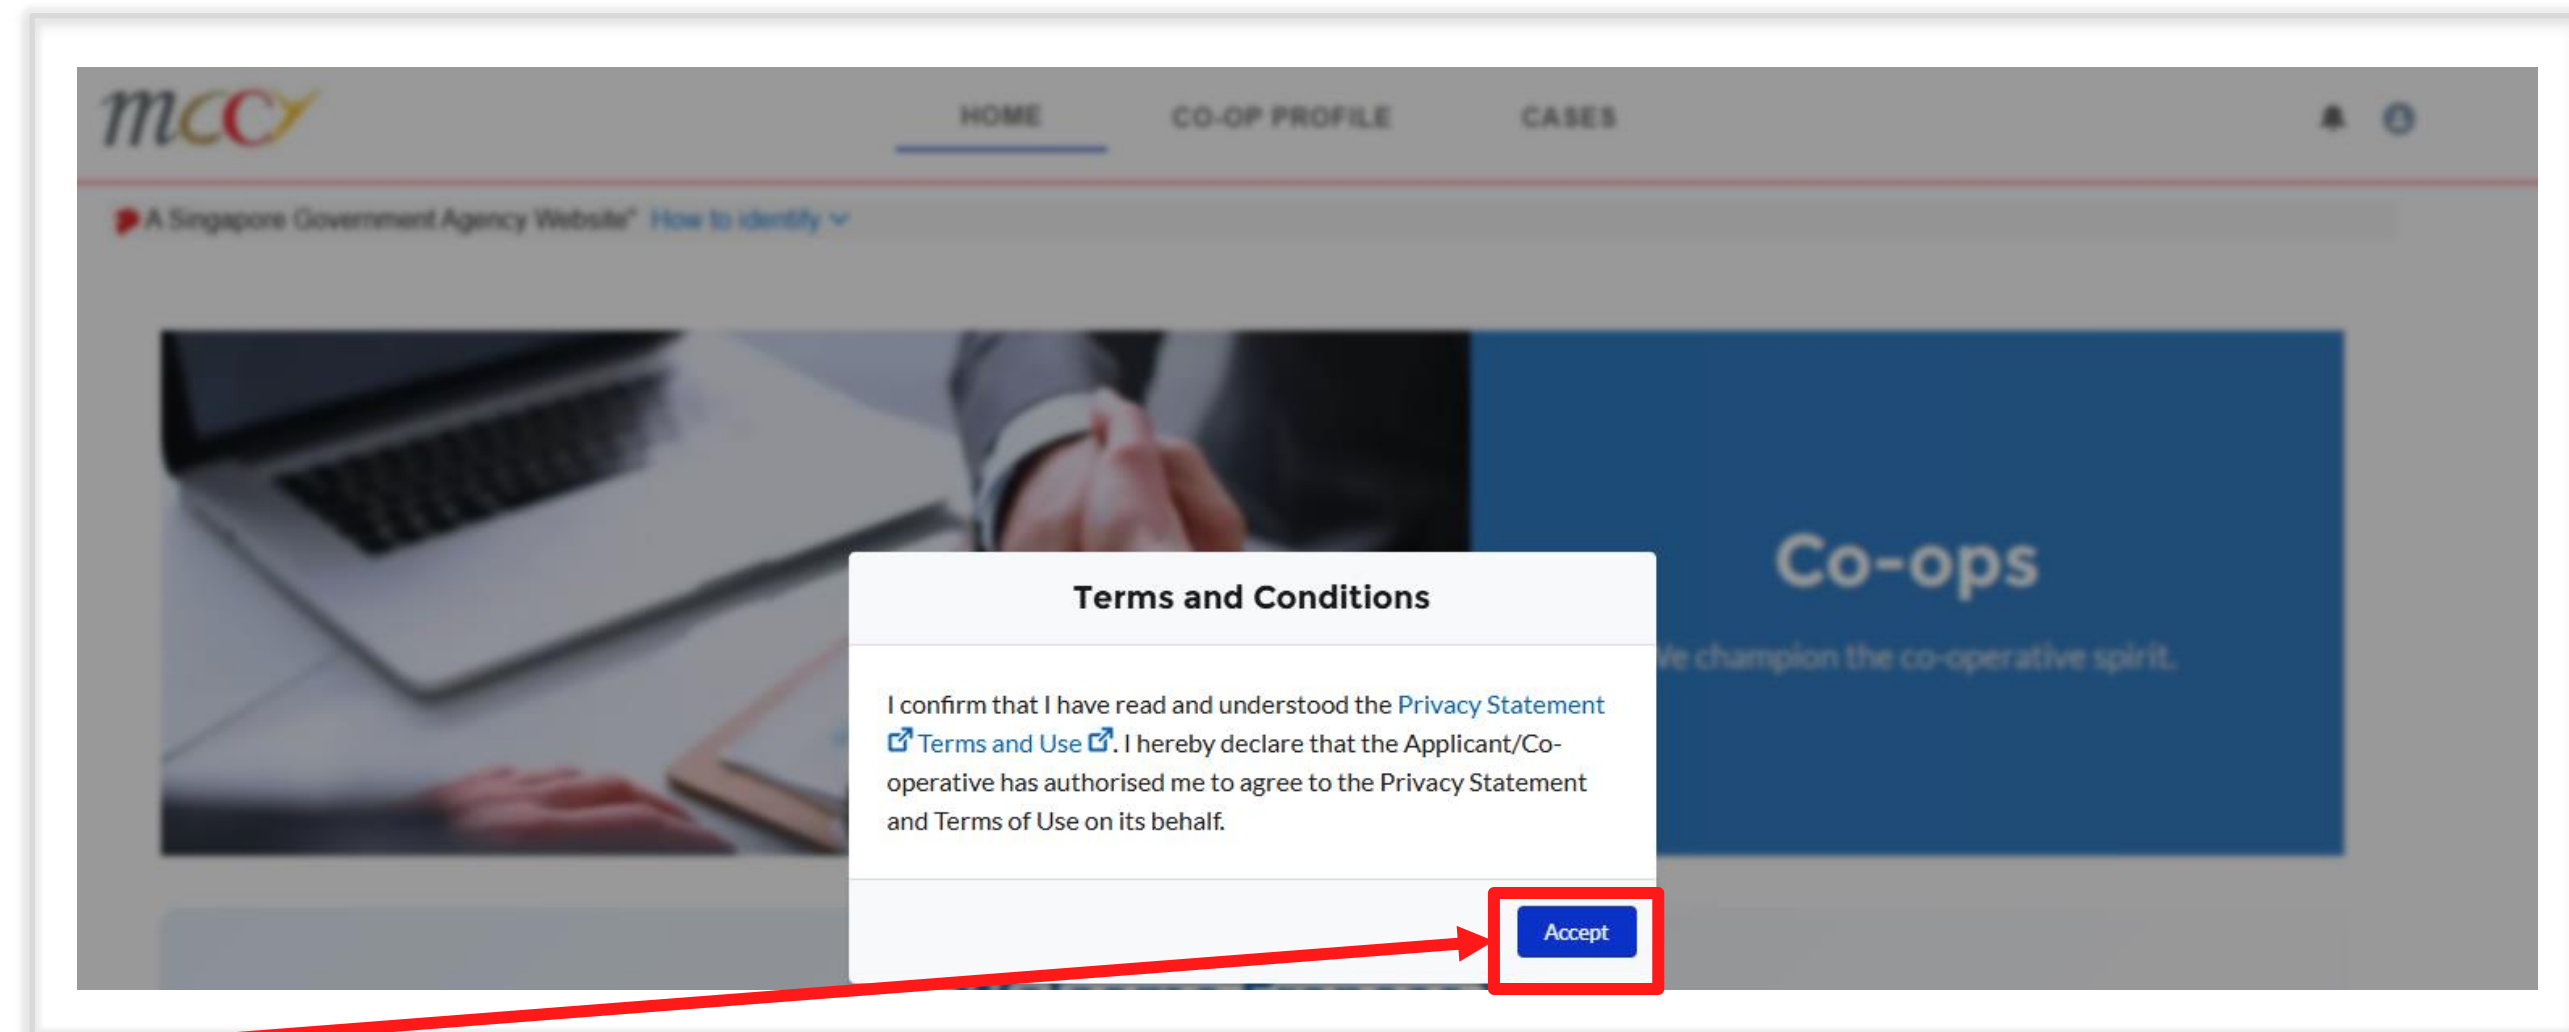 mccy
HOME CO-OP PROFILE CASES
A Singapore Government Agency Website" How to identify
Co-ops
champion the co-operative spirit.
Terms and Conditions
I confirm that I have read and understood the Privacy Statement
Terms and Use . I hereby declare that the Applicant/Co-
operative has authorised me to agree to the Privacy Statement
and Terms of Use on its behalf.
Accept